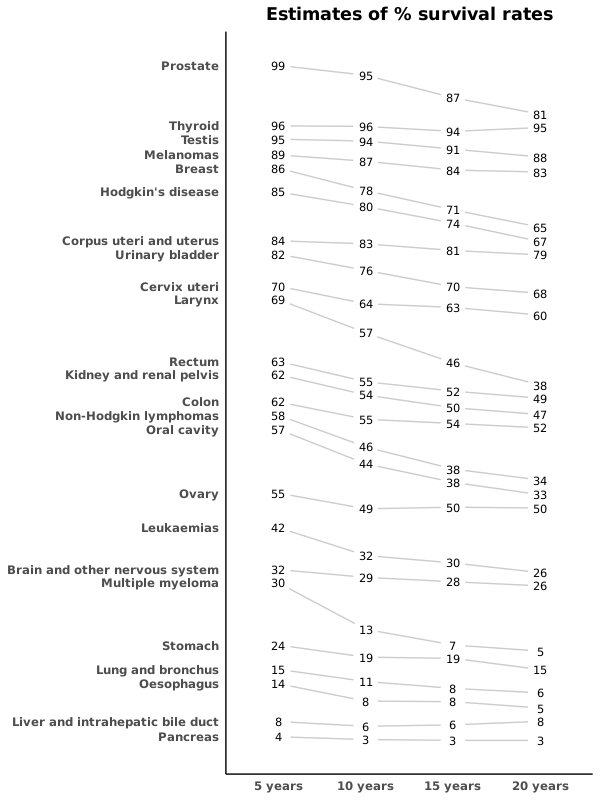 Estimates of % survival rates
Prostate 99 95 87 81
Thyroid 96 96 94 95
Testis 95 94 91 88
Melanomas 89 87 84 83
Breast 86 78 71 65
Hodgkin's disease 85 80 74 67
Corpus uteri and uterus 84 83 81 79
Urinary bladder 82 76 70 68
Cervix uteri 70 64 63 60
Larynx 69 57 46 38
Rectum 63 55 52 49
Kidney and renal pelvis 62 54 50 47
Colon 62 55 54 52
Non-Hodgkin lymphomas 58 46 38 34
Oral cavity 57 44 38 33
Ovary 55 49 50 50
Leukaemias 42 32 30 26
Brain and other nervous system 32 29 28 26
Multiple myeloma 30 13 7 5
Stomach 24 19 19 15
Lung and bronchus 15 11 8 6
Oesophagus 14 8 8 5
Liver and intrahepatic bile duct 8 6 6 8
Pancreas 4 3 3 3
5 years 10 years 15 years 20 years